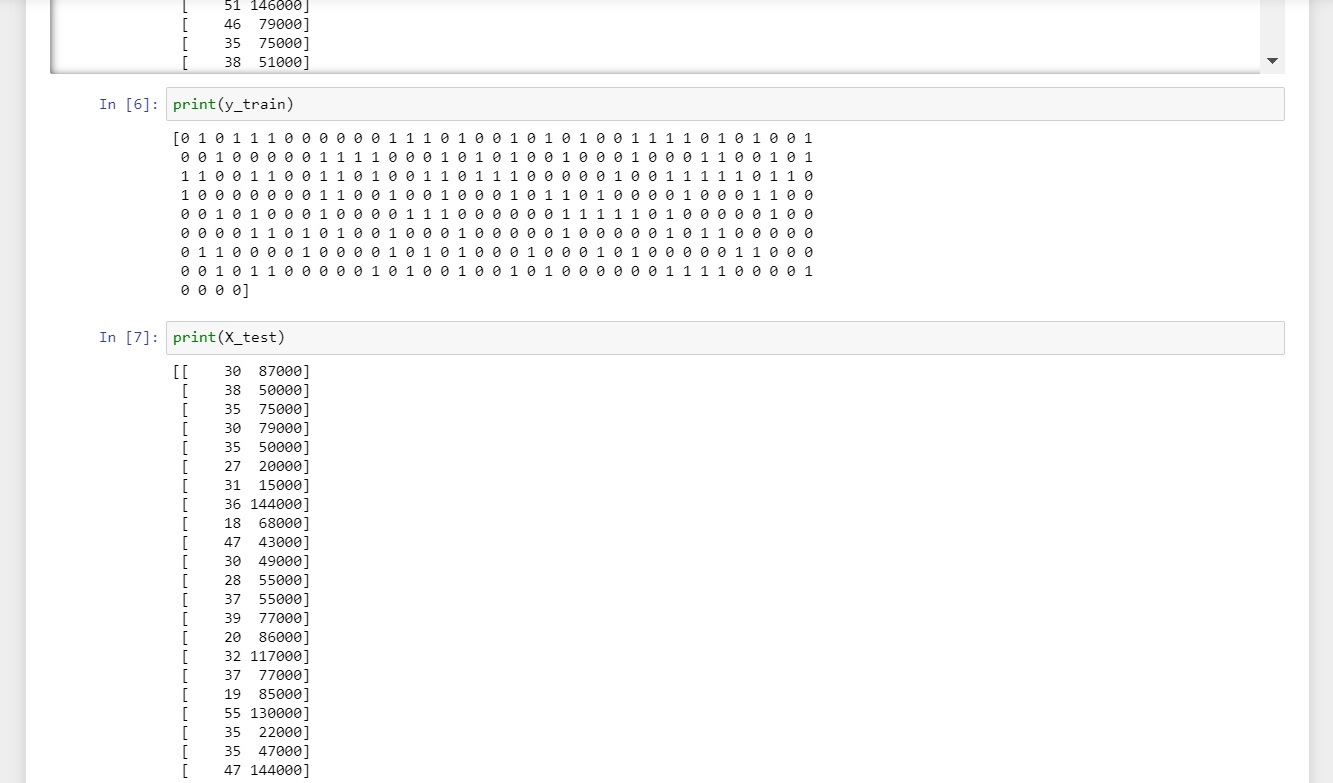 [    51 146000]
[    46  79000]
[    35  75000]
[    38  51000]
In [6]: print(y_train)
[0 1 0 1 1 1 0 0 0 0 0 0 1 1 1 0 1 0 0 1 0 1 0 1 0 0 1 1 1 1 0 1 0 1 0 0 1
 0 0 1 0 0 0 0 0 1 1 1 1 0 0 0 1 0 1 0 1 0 0 1 0 0 0 1 0 0 0 1 1 0 0 1 0 1
 1 1 0 0 1 1 0 0 1 1 0 1 0 0 1 1 0 1 1 1 0 0 0 0 0 1 0 0 1 1 1 1 1 0 1 1 0
 1 0 0 0 0 0 0 0 1 1 0 0 1 0 0 1 0 0 0 1 0 1 1 0 1 0 0 0 0 1 0 0 0 1 1 0 0
 0 0 1 0 1 0 0 0 1 0 0 0 0 1 1 1 0 0 0 0 0 0 1 1 1 1 1 0 1 0 0 0 0 0 1 0 0
 0 0 0 0 1 1 0 1 0 1 0 0 1 0 0 0 1 0 0 0 0 0 1 0 0 0 0 0 1 0 1 1 0 0 0 0 0
 0 1 1 0 0 0 0 1 0 0 0 0 1 0 1 0 1 0 0 0 1 0 0 0 1 0 1 0 0 0 0 0 1 1 0 0 0
 0 0 1 0 1 1 0 0 0 0 0 1 0 1 0 0 1 0 0 1 0 1 0 0 0 0 0 0 1 1 1 1 0 0 0 0 1
 0 0 0 0]
In [7]: print(X_test)
[[    30  87000]
 [    38  50000]
 [    35  75000]
 [    30  79000]
 [    35  50000]
 [    27  20000]
 [    31  15000]
 [    36 144000]
 [    18  68000]
 [    47  43000]
 [    30  49000]
 [    28  55000]
 [    37  55000]
 [    39  77000]
 [    20  86000]
 [    32 117000]
 [    37  77000]
 [    19  85000]
 [    55 130000]
 [    35  22000]
 [    35  47000]
 [    47 144000]